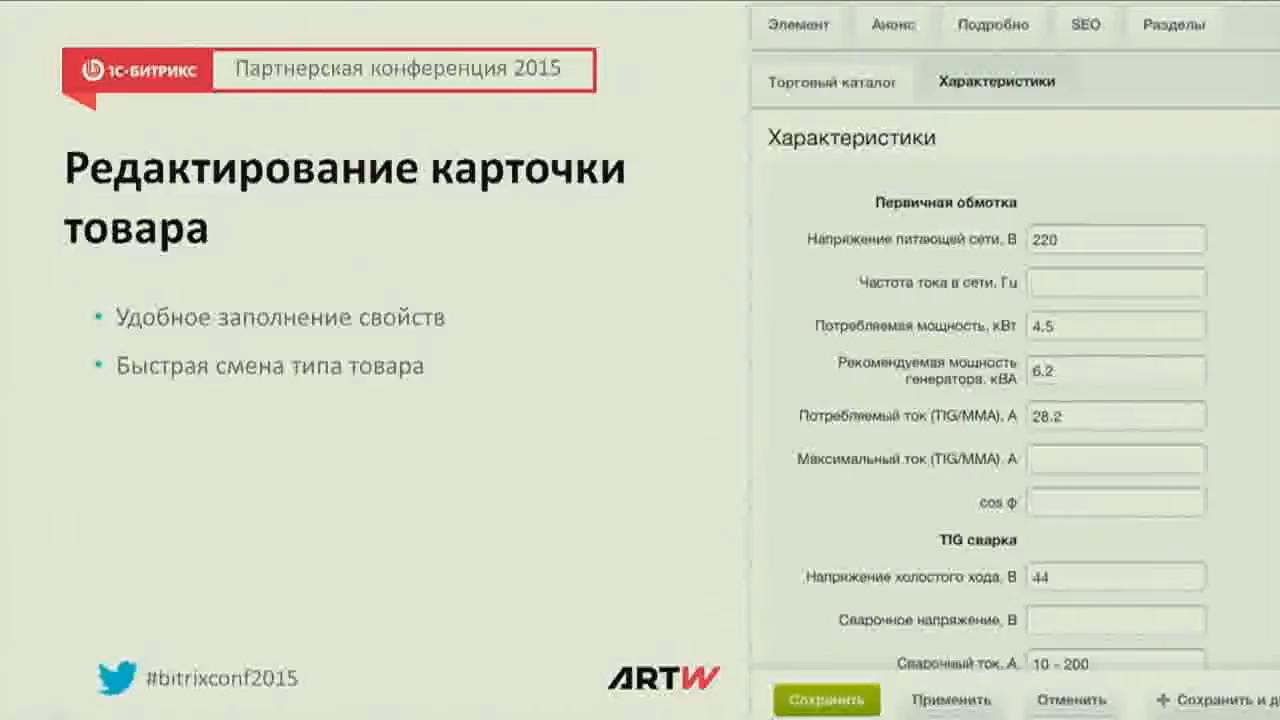 1С-БИТРИКС
Партнерская конференция 2015
Редактирование карточки
товара
• Удобное заполнение свойств
• Быстрая смена типа товара
#bitrixconf2015
ARTW
Элемент Анонс Подробно SEO Разделы
Торговый каталог Характеристики
Характеристики
Первичная обмотка
Напряжение питающей сети, В 220
Частота тока в сети, Гц
Потребляемая мощность, кВт 4.5
Рекомендуемая мощность
генератора, кВА 6.2
Потребляемый ток (TIG/MMA), А 28.2
Максимальный ток (TIG/MMA), А
cos ф
TIG сварка
Напряжение холостого хода, В 44
Сварочное напряжение, В
Сварочный ток, А 10 - 200
Сохранить Применить Отменить + Сохранить и